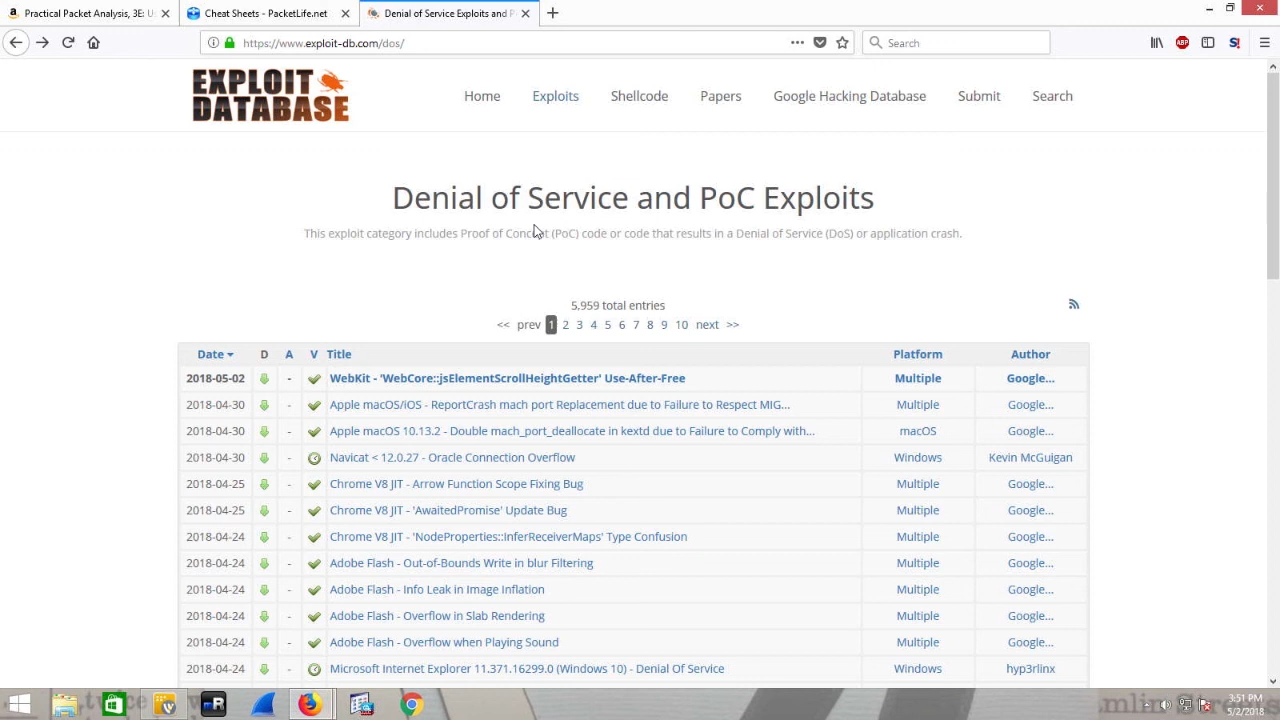 Practical Packet Analysis, 3E: Us
Cheat Sheets - PacketLife.net
Denial of Service Exploits and P
https://www.exploit-db.com/dos/
Search
ABP
S!
EXPLOIT
DATABASE
Home
Exploits
Shellcode
Papers
Google Hacking Database
Submit
Search
Denial of Service and PoC Exploits
This exploit category includes Proof of Concept (PoC) code or code that results in a Denial of Service (DoS) or application crash.
5,959 total entries
<< prev 1 2 3 4 5 6 7 8 9 10 next >>
Date D A V Title Platform Author
2018-05-02 - WebKit - 'WebCore::jsElementScrollHeightGetter' Use-After-Free Multiple Google...
2018-04-30 - Apple macOS/iOS - ReportCrash mach port Replacement due to Failure to Respect MIG... Multiple Google...
2018-04-30 - Apple macOS 10.13.2 - Double mach_port_deallocate in kextd due to Failure to Comply with... macOS Google...
2018-04-30 - Navicat < 12.0.27 - Oracle Connection Overflow Windows Kevin McGuigan
2018-04-25 - Chrome V8 JIT - Arrow Function Scope Fixing Bug Multiple Google...
2018-04-25 - Chrome V8 JIT - 'AwaitedPromise' Update Bug Multiple Google...
2018-04-24 - Chrome V8 JIT - 'NodeProperties::InferReceiverMaps' Type Confusion Multiple Google...
2018-04-24 - Adobe Flash - Out-of-Bounds Write in blur Filtering Multiple Google...
2018-04-24 - Adobe Flash - Info Leak in Image Inflation Multiple Google...
2018-04-24 - Adobe Flash - Overflow in Slab Rendering Multiple Google...
2018-04-24 - Adobe Flash - Overflow when Playing Sound Multiple Google...
2018-04-24 - Microsoft Internet Explorer 11.371.16299.0 (Windows 10) - Denial Of Service Windows hyp3rlinx
3:51 PM
5/2/2018